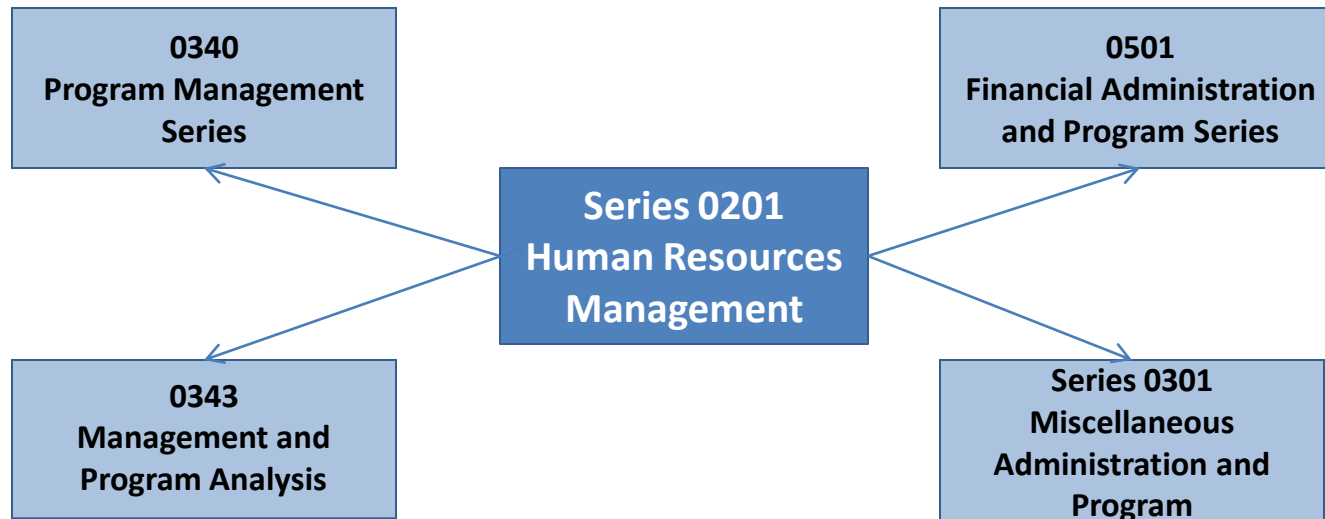 0340
Program Management
Series
0501
Financial Administration
and Program Series
Series 0201
Human Resources
Management
0343
Management and
Program Analysis
Series 0301
Miscellaneous
Administration and
Program